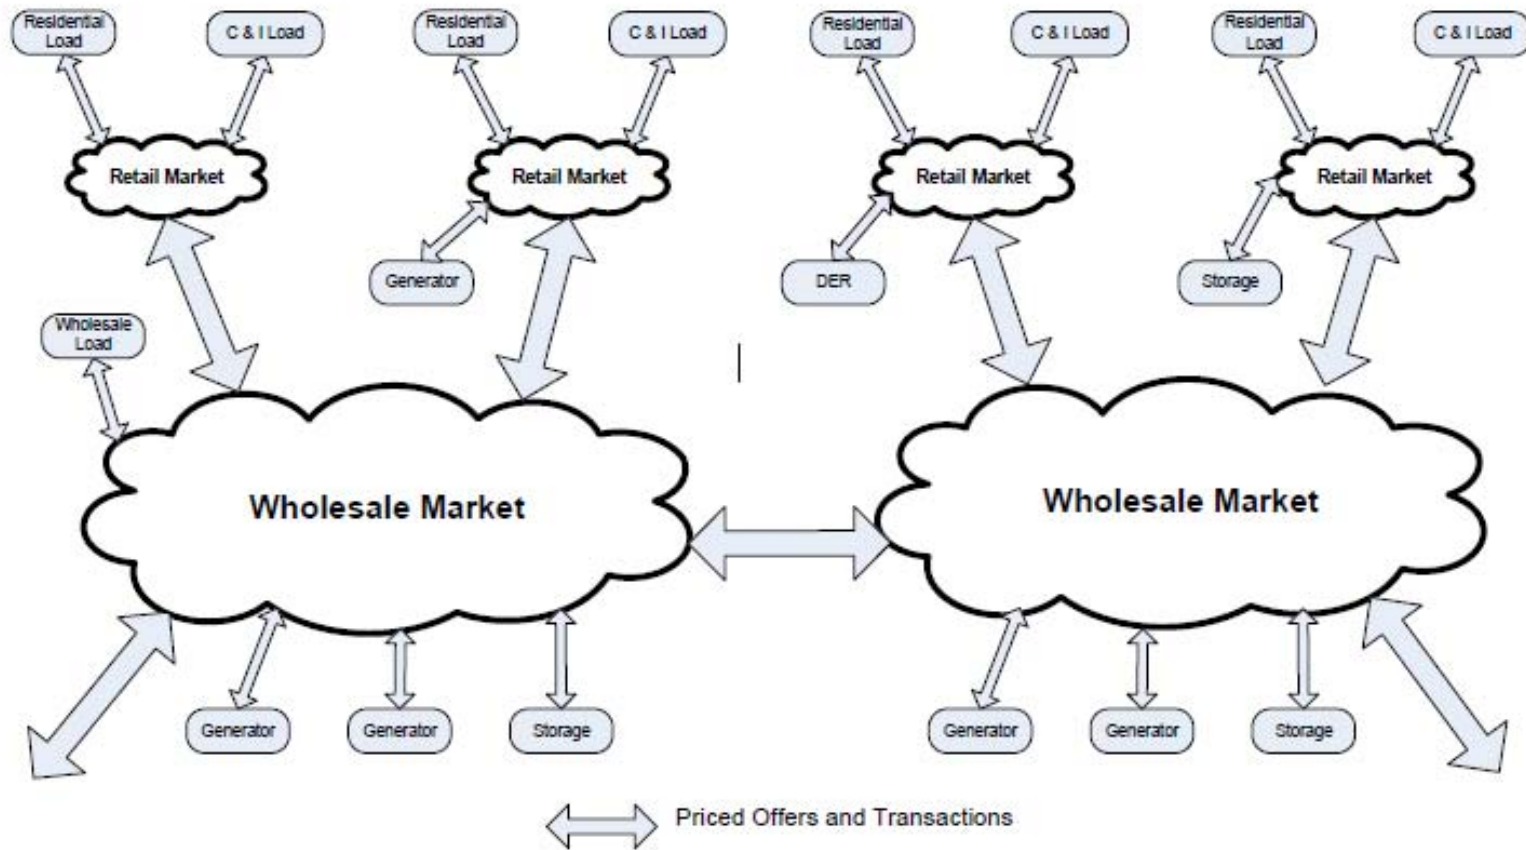 Residential
Load
C & I Load
Residential
Load
C & I Load
Residential
Load
C & I Load
Residential
Load
C & I Load
Retail Market
Retail Market
Retail Market
Retail Market
Generator
DER
Storage
Wholesale
Load
Wholesale Market
Wholesale Market
Generator
Generator
Storage
Generator
Generator
Storage
Priced Offers and Transactions